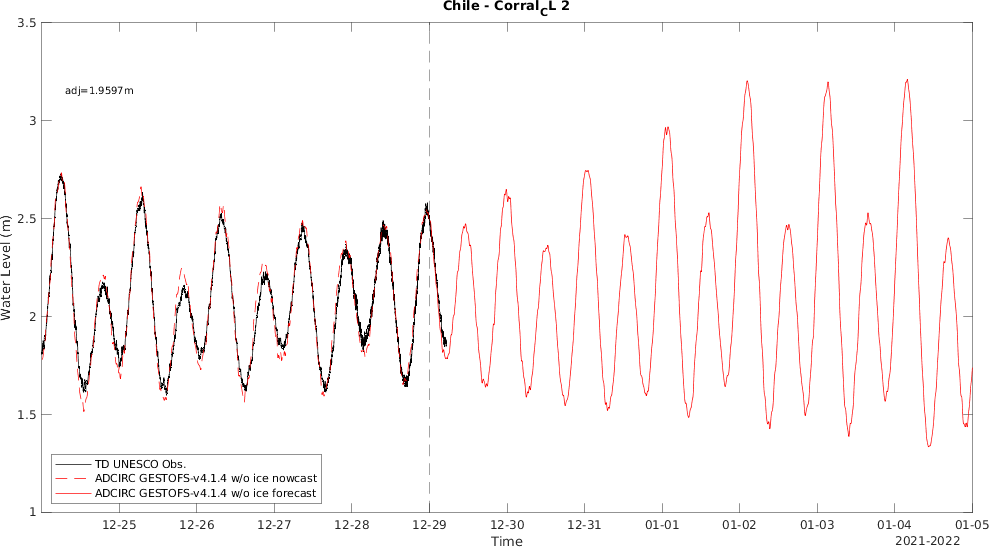 Chile - Corral_CL 2
3.5
adj=1.9597m
3
2.5
Water Level (m)
2
1.5
TD UNESCO Obs.
ADCIRC GESTOFS-v4.1.4 w/o ice nowcast
ADCIRC GESTOFS-v4.1.4 w/o ice forecast
1
12-25 12-26 12-27 12-28 12-29 12-30 12-31 01-01 01-02 01-03 01-04 01-05
Time
2021-2022